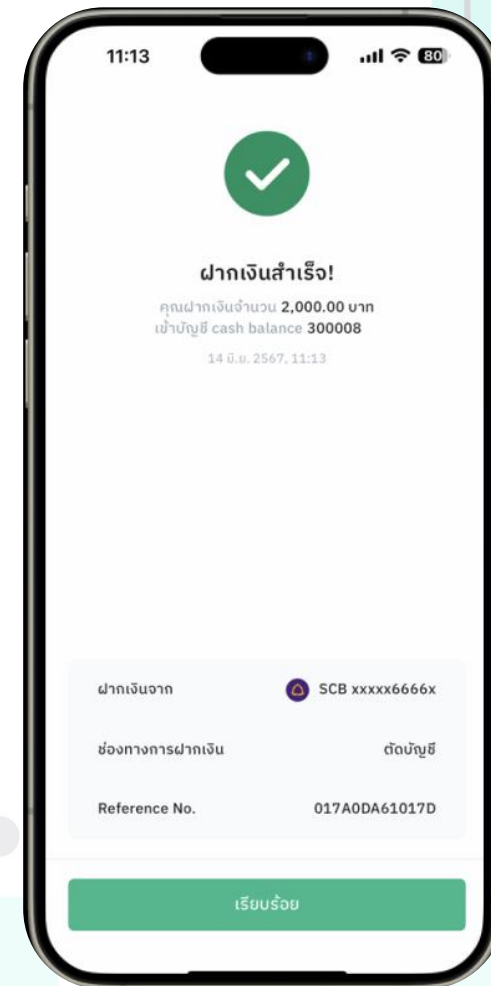 11:13
80
ฝากเงินสำเร็จ!
คุณฝากเงินจำนวน 2,000.00 บาท
เข้าบัญชี cash balance 300008
14 มิ.ย. 2567, 11:13
ฝากเงินจาก SCB xxxxx6666x
ช่องทางการฝากเงิน ตัดบัญชี
Reference No. 017A0DA61017D
เรียบร้อย